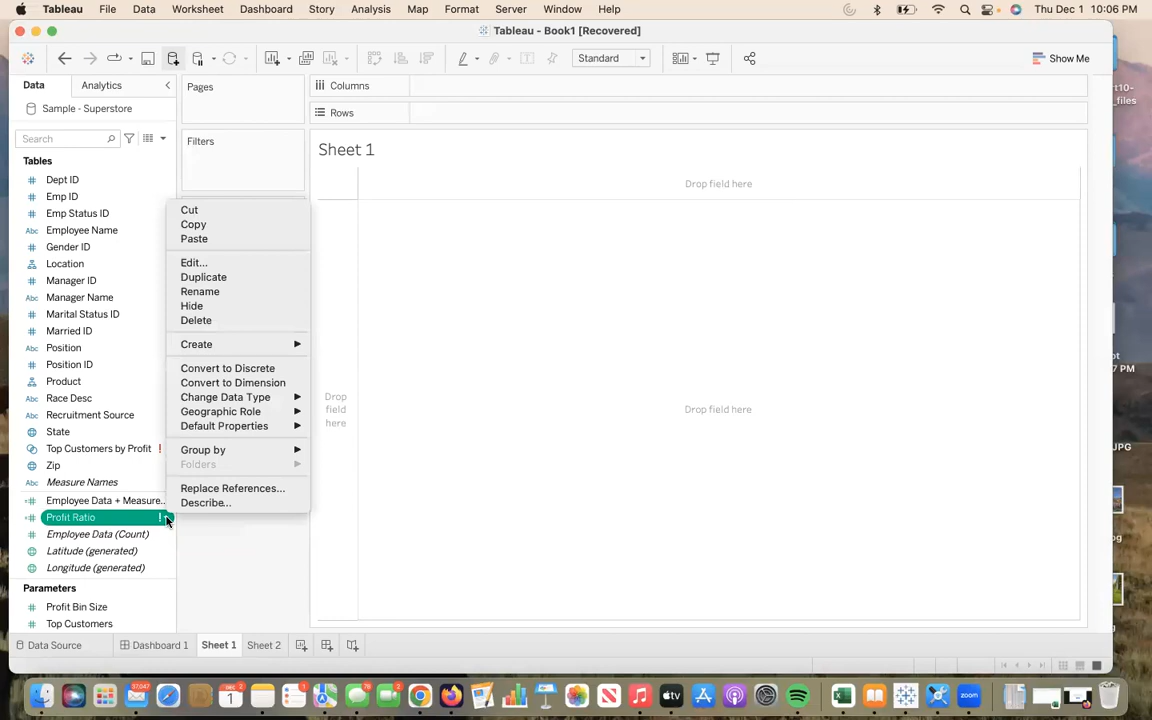 Tableau File Data Worksheet Dashboard Story Analysis Map Format Server Window Help Thu Dec 1 10:06 PM
Tableau - Book1 [Recovered]
Standard Show Me
Data Analytics Pages Columns
Sample - Superstore
Rows
Search
Filters
Tables Sheet 1
Dept ID
Drop field here
Emp ID
Emp Status ID
Employee Name
Gender ID
Location
Manager ID
Manager Name
Marital Status ID
Married ID
Position
Position ID
Product
Race Desc
Recruitment Source
State
Top Customers by Profit !
Zip
Measure Names
Employee Data + Measure...
Profit Ratio !
Employee Data (Count)
Latitude (generated)
Longitude (generated)
Parameters
Profit Bin Size
Top Customers
Cut
Copy
Paste
Edit...
Duplicate
Rename
Hide
Delete
Create
Convert to Discrete
Convert to Dimension
Change Data Type
Geographic Role
Default Properties
Group by
Folders
Replace References...
Describe...
Drop
field
here
Drop field here
Data Source Dashboard 1 Sheet 1 Sheet 2
rt10-
_files
7 PM
JPG